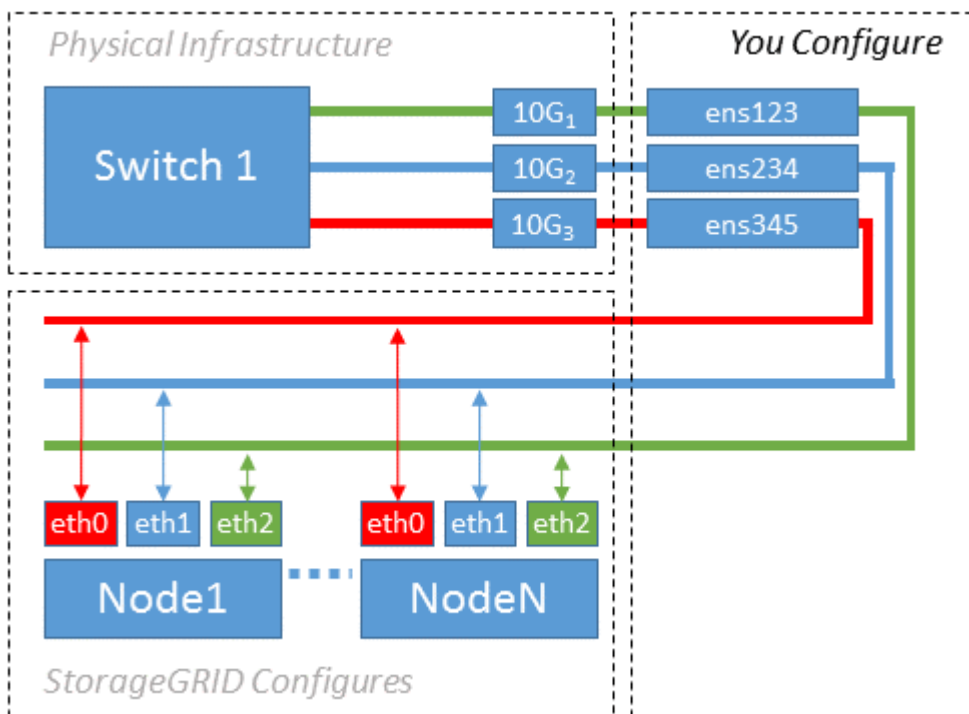 Physical Infrastructure
You Configure
Switch 1
10G₁
ens123
10G₂
ens234
10G₃
ens345
eth0
eth1
eth2
eth0
eth1
eth2
Node1
NodeN
StorageGRID Configures